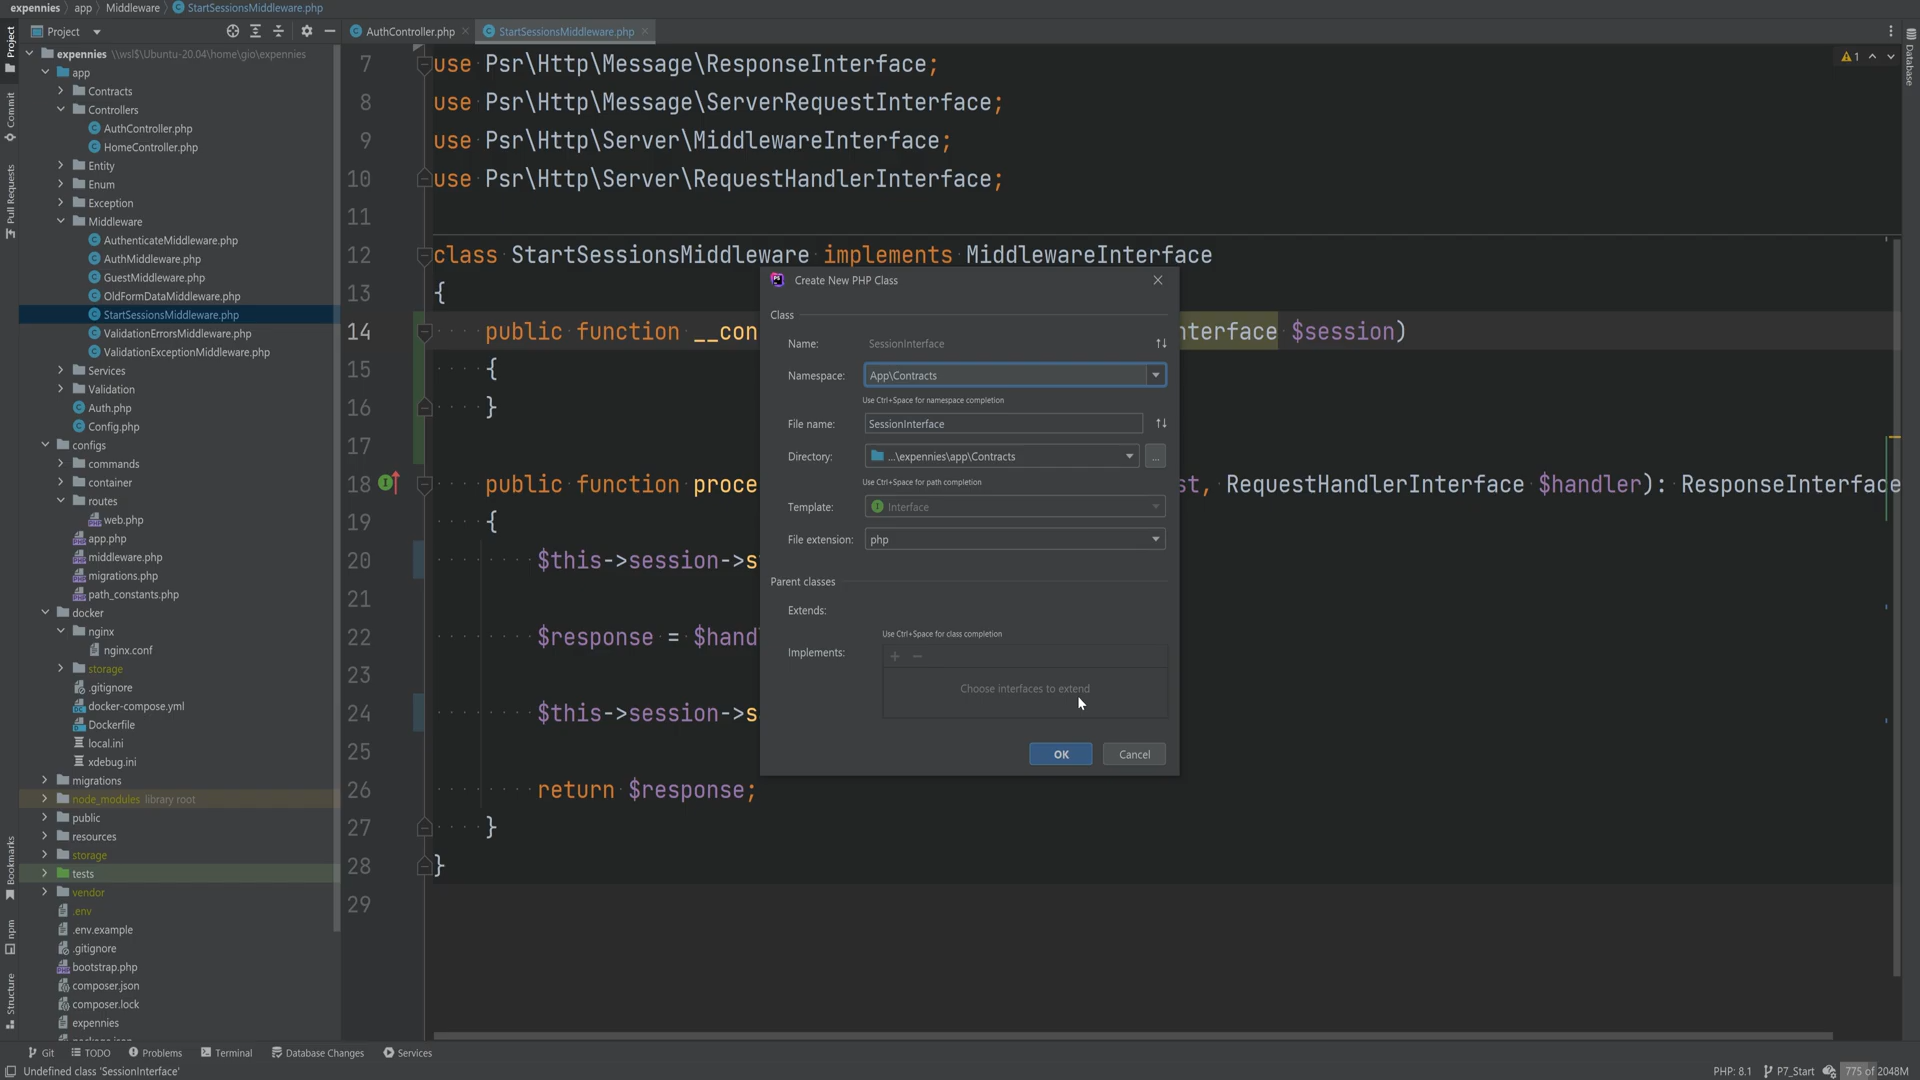 expennies 〉 app 〉 Middleware 〉 StartSessionsMiddleware.php
Project
AuthController.php
StartSessionsMiddleware.php
expennies \\wsl$\Ubuntu-20.04\home\gio\expennies
app
Contracts
Controllers
AuthController.php
HomeController.php
Entity
Enum
Exception
Middleware
AuthenticateMiddleware.php
AuthMiddleware.php
GuestMiddleware.php
OldFormDataMiddleware.php
StartSessionsMiddleware.php
ValidationErrorsMiddleware.php
ValidationExceptionMiddleware.php
Services
Validation
Auth.php
Config.php
configs
commands
container
routes
web.php
app.php
middleware.php
migrations.php
path_constants.php
docker
nginx
nginx.conf
storage
.gitignore
docker-compose.yml
Dockerfile
local.ini
xdebug.ini
migrations
node_modules library root
public
resources
storage
tests
vendor
.env
.env.example
.gitignore
bootstrap.php
composer.json
composer.lock
expennies
Project
Commit
Pull Requests
Bookmarks
npm
Structure
Database
1
7 use Psr\Http\Message\ResponseInterface;
8 use Psr\Http\Message\ServerRequestInterface;
9 use Psr\Http\Server\MiddlewareInterface;
10 use Psr\Http\Server\RequestHandlerInterface;
11
12 class StartSessionsMiddleware implements MiddlewareInterface
13 {
14 public function __con nterface $session)
15 {
16 }
17
18 public function proce st, RequestHandlerInterface $handler): ResponseInterface
19 {
20 $this->session->s
21
22 $response = $hand
23
24 $this->session->s
25
26 return $response;
27 }
28 }
29
Create New PHP Class
Class
Name: SessionInterface
Namespace: App\Contracts
Use Ctrl+Space for namespace completion
File name: SessionInterface
Directory: ...\expennies\app\Contracts
...
Use Ctrl+Space for path completion
Template: Interface
File extension: php
Parent classes
Extends:
Use Ctrl+Space for class completion
Implements:
Choose interfaces to extend
OK
Cancel
Git
TODO
Problems
Terminal
Database Changes
Services
Undefined class 'SessionInterface'
PHP: 8.1
P7_Start
775 of 2048M